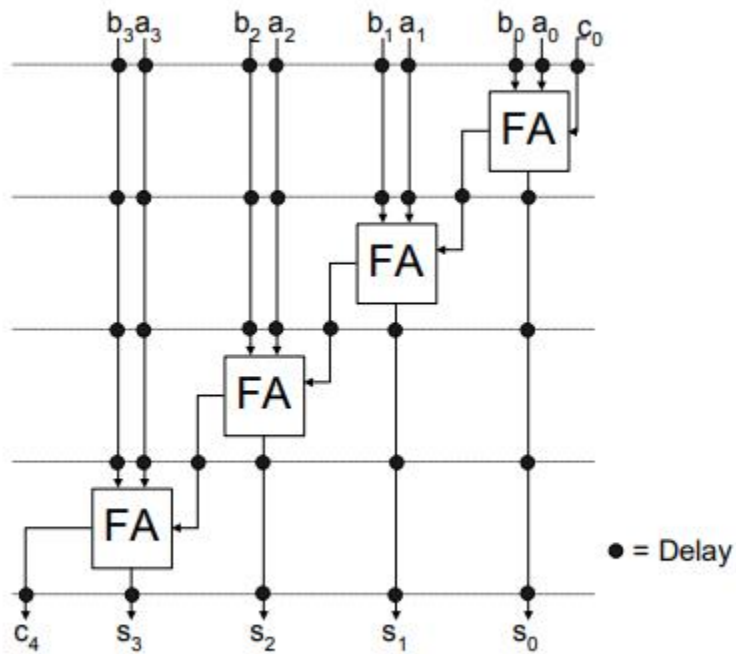 b₃ a₃ b₂ a₂ b₁ a₁ b₀ a₀ c₀
FA
FA
FA
FA
● = Delay
c₄ s₃ s₂ s₁ s₀